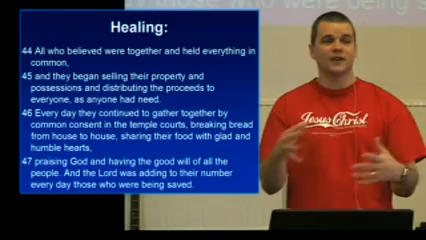 those who were being s
Healing:
44 All who believed were together and held everything in
common,
45 and they began selling their property and
possessions and distributing the proceeds to
everyone, as anyone had need.
46 Every day they continued to gather together by
common consent in the temple courts, breaking bread
from house to house, sharing their food with glad and
humble hearts,
47 praising God and having the good will of all the
people. And the Lord was adding to their number
every day those who were being saved.
Jesus Christ